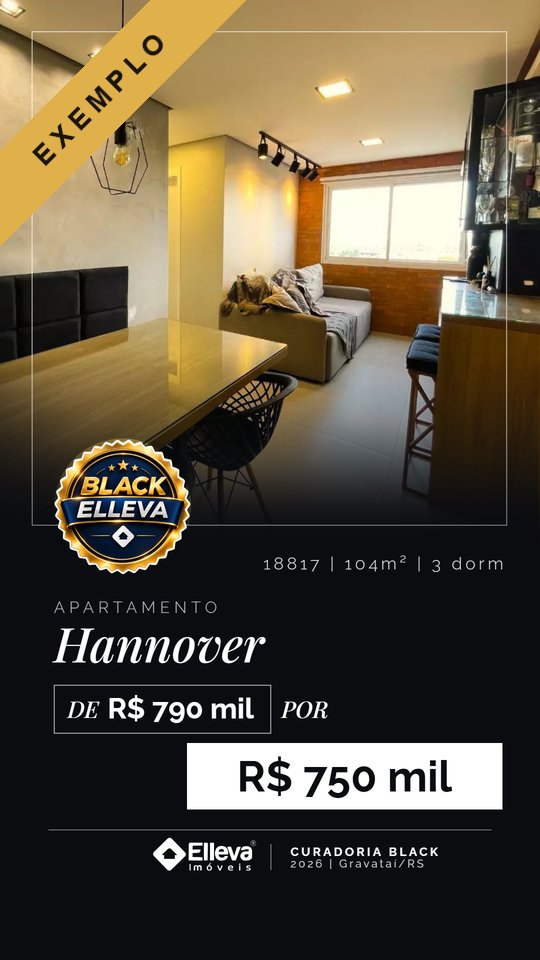 EXEMPLO
BLACK
ELLEVA
18817 | 104m² | 3 dorm
APARTAMENTO
Hannover
DE R$ 790 mil POR
R$ 750 mil
Elleva®
Imóveis
CURADORIA BLACK
2026 | Gravataí/RS